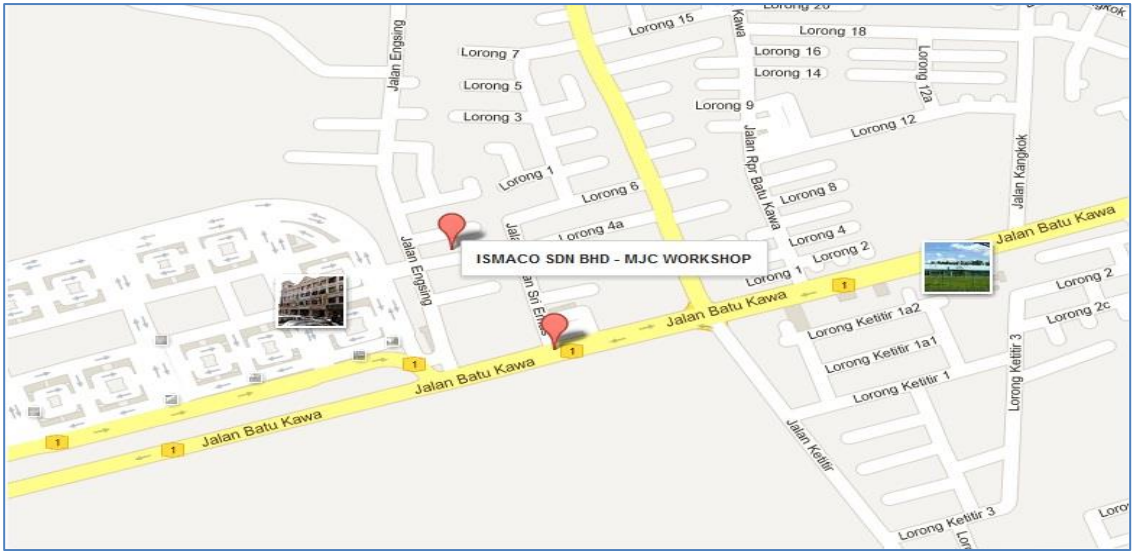 Lorong 15
Kawa
Lorong 18
Lorong 7
Lorong 16
Jalan Engsing
Lorong 5
Lorong 14
Lorong 12a
Lorong 3
Lorong 9
Lorong 12
Jalan Kangkok
Lorong 1
Jalan Rpr Batu Kawa
Lorong 6
Lorong 8
Lorong 4a
Lorong 4
Jalan Batu Kawa
Jalan Engsing
ISMACO SDN BHD - MJC WORKSHOP
Lorong 2
Lorong 1
Lorong 2
1
Jalan Batu Kawa
Lorong 2c
Lorong Ketitir 1a2
1
Lorong Ketitir 1a1
1
Jalan Batu Kawa
Lorong Ketitir 1
Lorong Ketitir 3
Jalan Batu Kawa
1
1
Jalan Ketitir
Lorong Ketitir 3